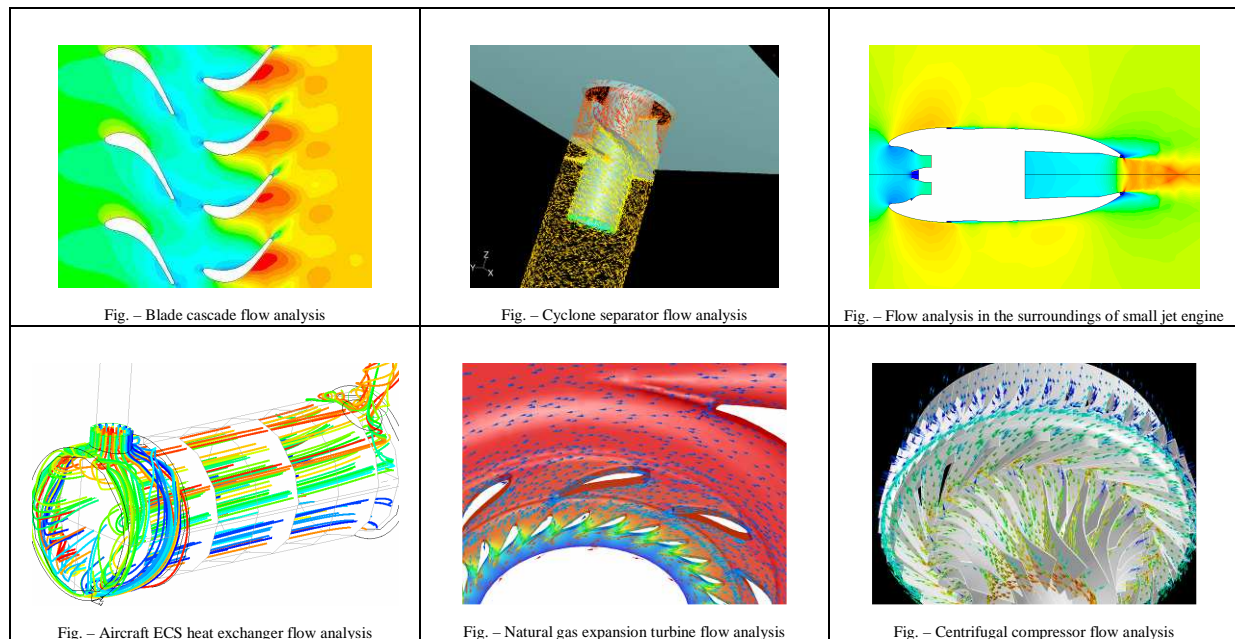 Fig. – Blade cascade flow analysis
Z
Y X
Fig. – Cyclone separator flow analysis
Fig. – Flow analysis in the surroundings of small jet engine
Fig. – Aircraft ECS heat exchanger flow analysis
Fig. – Natural gas expansion turbine flow analysis
Fig. – Centrifugal compressor flow analysis